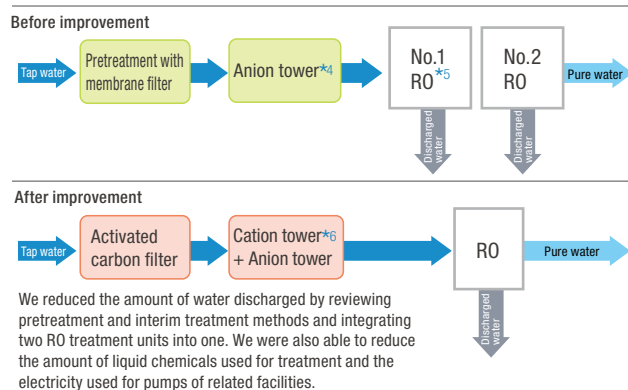 Before improvement
Tap water
Pretreatment with
membrane filter
Anion tower*4
No.1
RO*5
Discharged
water
No.2
RO
Discharged
water
Pure water
After improvement
Tap water
Activated
carbon filter
Cation tower*6
+ Anion tower
RO
Discharged
water
Pure water
We reduced the amount of water discharged by reviewing
pretreatment and interim treatment methods and integrating
two RO treatment units into one. We were also able to reduce
the amount of liquid chemicals used for treatment and the
electricity used for pumps of related facilities.